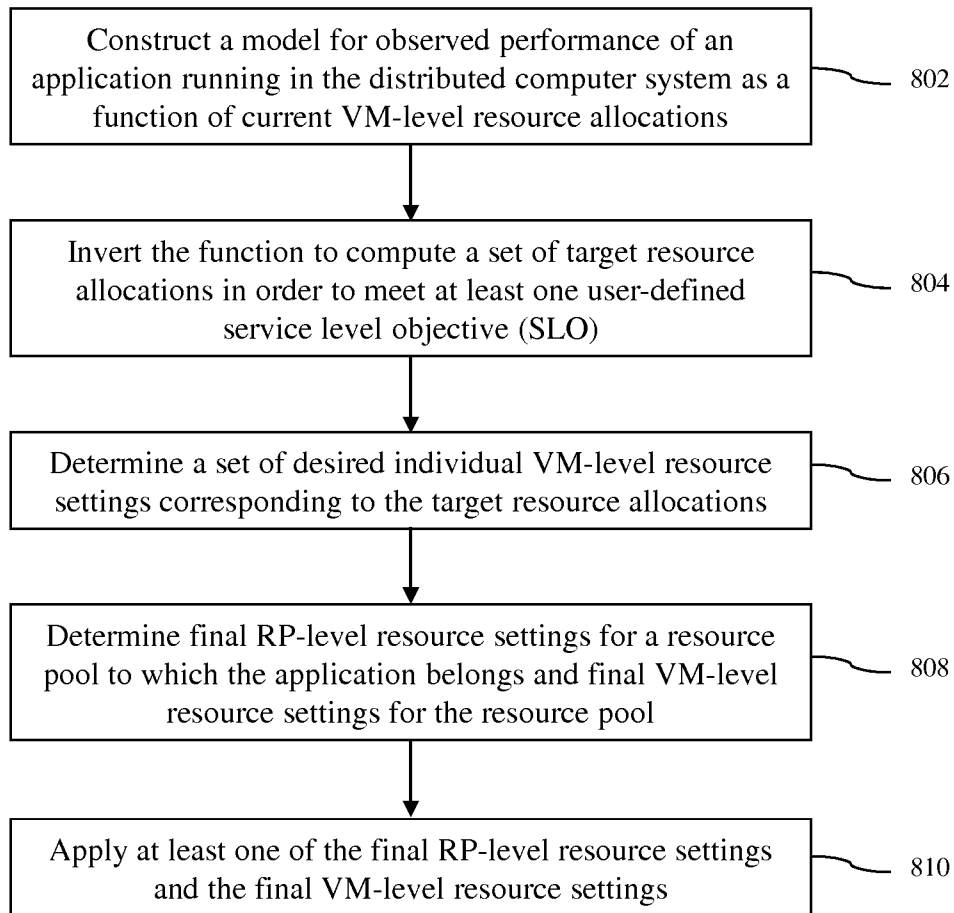 Construct a model for observed performance of an
application running in the distributed computer system as a
function of current VM-level resource allocations
802
Invert the function to compute a set of target resource
allocations in order to meet at least one user-defined
service level objective (SLO)
804
Determine a set of desired individual VM-level resource
settings corresponding to the target resource allocations
806
Determine final RP-level resource settings for a resource
pool to which the application belongs and final VM-level
resource settings for the resource pool
808
Apply at least one of the final RP-level resource settings
and the final VM-level resource settings
810